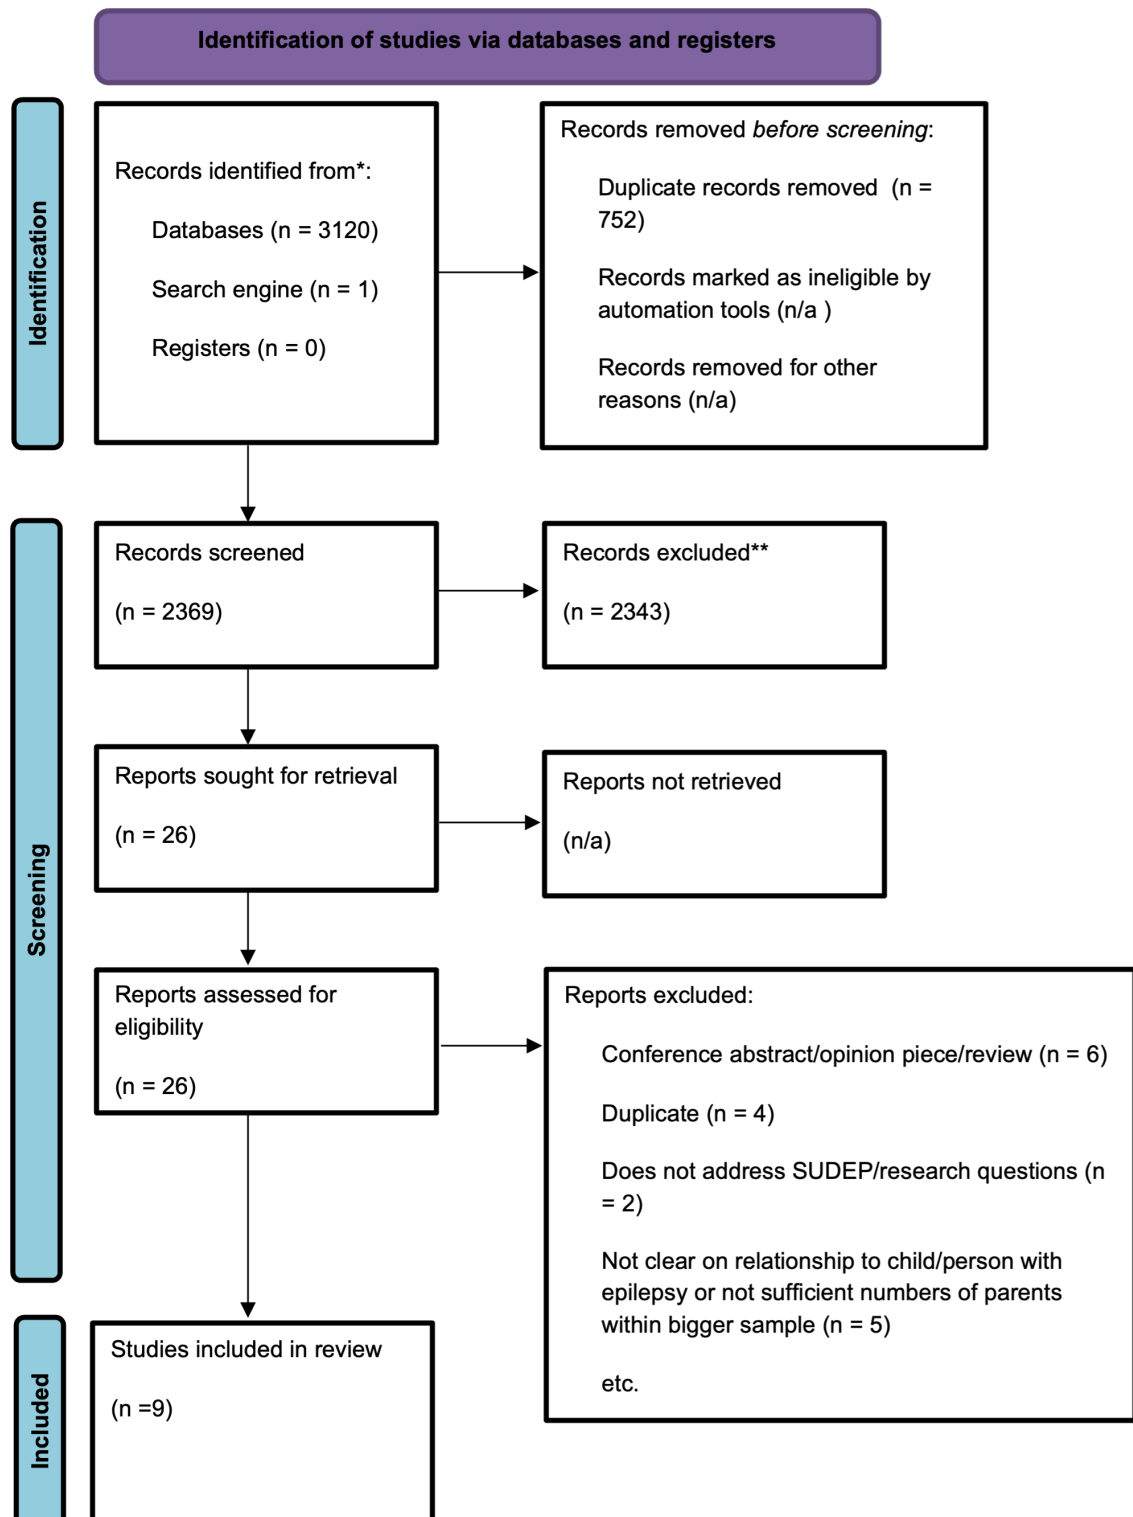 Identification of studies via databases and registers
Identification
Records identified from*:
Databases (n = 3120)
Search engine (n = 1)
Registers (n = 0)
Records removed before screening:
Duplicate records removed  (n =
752)
Records marked as ineligible by
automation tools (n/a )
Records removed for other
reasons (n/a)
Screening
Records screened
(n = 2369)
Records excluded**
(n = 2343)
Reports sought for retrieval
(n = 26)
Reports not retrieved
(n/a)
Reports assessed for
eligibility
(n = 26)
Reports excluded:
Conference abstract/opinion piece/review (n = 6)
Duplicate (n = 4)
Does not address SUDEP/research questions (n
= 2)
Not clear on relationship to child/person with
epilepsy or not sufficient numbers of parents
within bigger sample (n = 5)
etc.
Included
Studies included in review
(n =9)